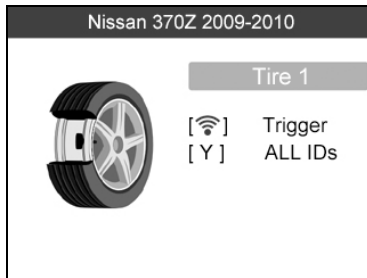 Nissan 370Z 2009-2010
Tire 1
[ ] Trigger
[ Y ] ALL IDs